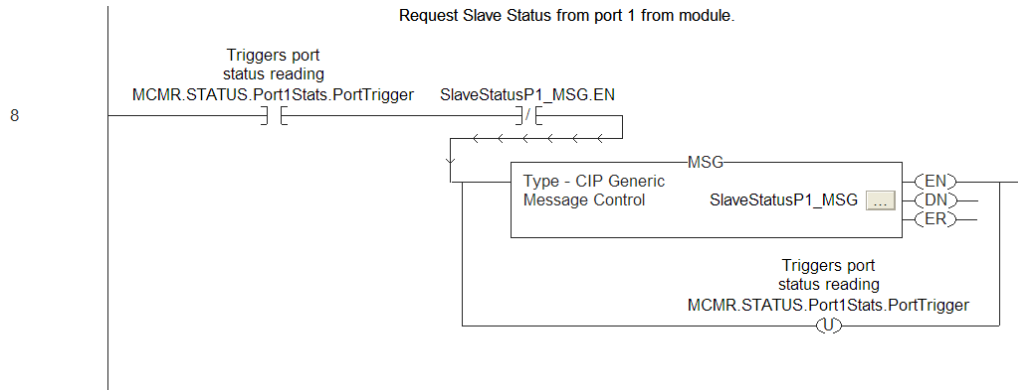 Request Slave Status from port 1 from module.
Triggers port
status reading
MCMR.STATUS.Port1Stats.PortTrigger
SlaveStatusP1_MSG.EN
/
8
MSG
Type - CIP Generic
Message Control
SlaveStatusP1_MSG
...
EN
DN
ER
Triggers port
status reading
MCMR.STATUS.Port1Stats.PortTrigger
U